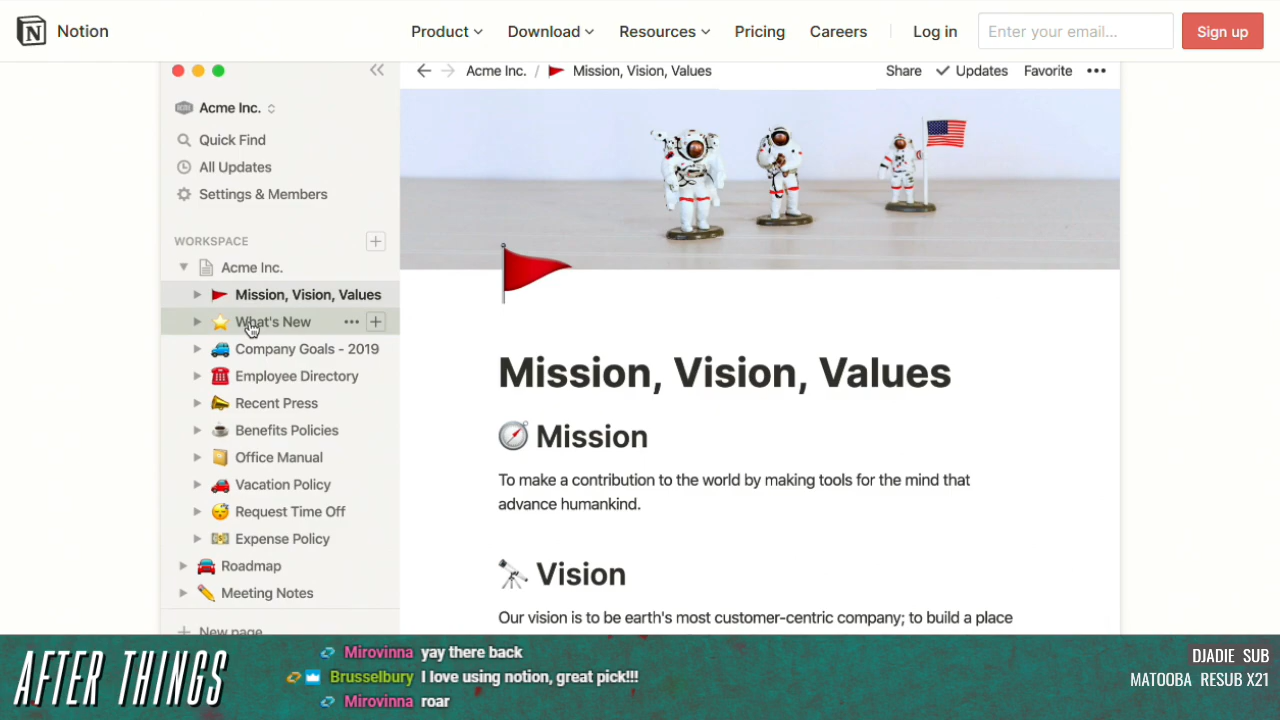 Notion
Product
Download
Resources
Pricing
Careers
Log in
Enter your email...
Sign up
Acme Inc.
Quick Find
All Updates
Settings & Members
WORKSPACE
Acme Inc.
Mission, Vision, Values
What's New
Company Goals - 2019
Employee Directory
Recent Press
Benefits Policies
Office Manual
Vacation Policy
Request Time Off
Expense Policy
Roadmap
Meeting Notes
New page
Acme Inc. / Mission, Vision, Values
Share
Updates
Favorite
Mission, Vision, Values
Mission
To make a contribution to the world by making tools for the mind that
advance humankind.
Vision
Our vision is to be earth's most customer-centric company; to build a place
AFTER THINGS
Mirovinna yay there back
Brusselbury I love using notion, great pick!!!
Mirovinna roar
DJADIE SUB
MATOOBA RESUB X21